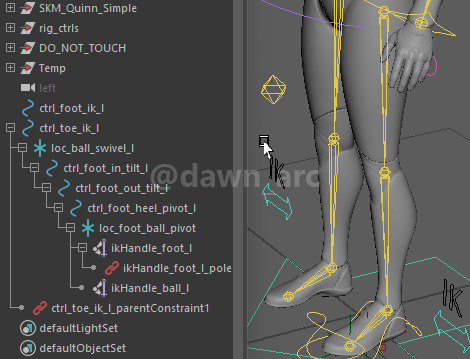 SKM_Quinn_Simple
rig_ctrls
DO_NOT_TOUCH
Temp
left
ctrl_foot_ik_l
ctrl_toe_ik_l
loc_ball_swivel_l
ctrl_foot_in_tilt_l
@dawn_arc
ctrl_foot_out_tilt_l
ctrl_foot_heel_pivot_l
loc_foot_ball_pivot
ikHandle_foot_l
ikHandle_foot_l_pole
ikHandle_ball_l
ctrl_toe_ik_l_parentConstraint1
defaultLightSet
defaultObjectSet
IK
IK